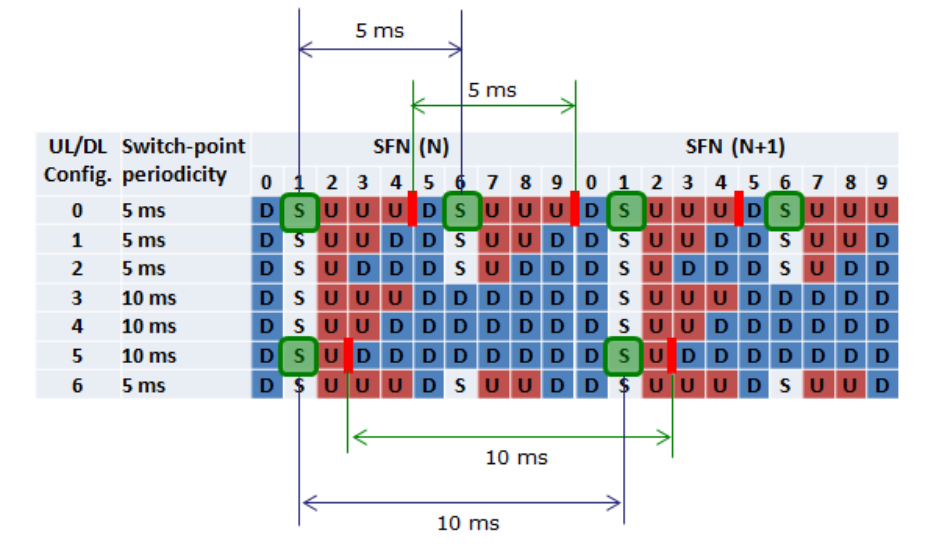 5 ms
5 ms
UL/DL Switch-point SFN (N) SFN (N+1)
Config. periodicity 0 1 2 3 4 5 6 7 8 9 0 1 2 3 4 5 6 7 8 9
0 5 ms D S U U U D S U U U D S U U U D S U U U
1 5 ms D S U U D D S U U D D S U U D D S U U D
2 5 ms D S U D D D S U D D D S U D D D S U D D
3 10 ms D S U U U D D D D D D S U U U D D D D D
4 10 ms D S U U D D D D D D D S U U D D D D D D
5 10 ms D S U D D D D D D D D S U D D D D D D D
6 5 ms D S U U U D S U U D D S U U U D S U U D
10 ms
10 ms